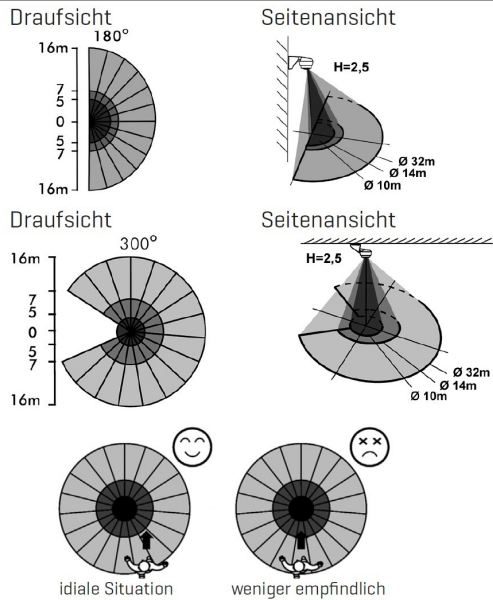 Draufsicht
Seitenansicht
180°
16m
7
5
0
5
7
16m
H=2,5
Ø 32m
Ø 14m
Ø 10m
Draufsicht
Seitenansicht
300°
16m
7
5
0
5
7
16m
H=2,5
Ø 32m
Ø 14m
Ø 10m
idiale Situation
weniger empfindlich